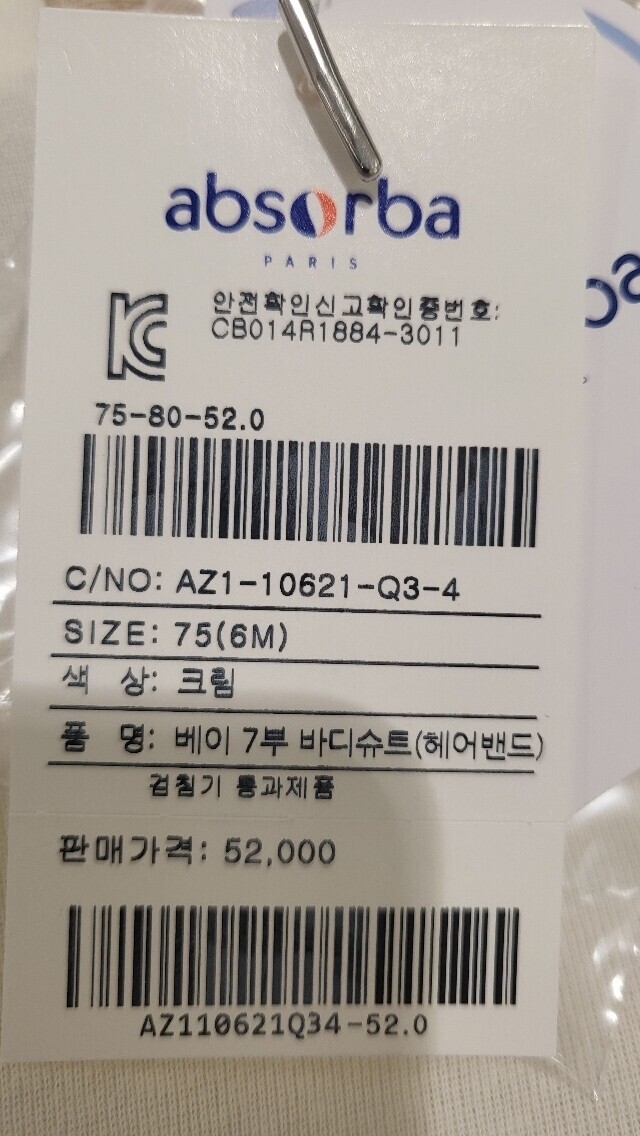 absorba
PARIS
안전확인신고확인증번호:
CB014R1884-3011
75-80-52.0
C/NO: AZ1-10621-Q3-4
SIZE: 75(6M)
색 상: 크림
품 명: 베이 7부 바디슈트(헤어밴드)
검침기 통과제품
판매가격: 52,000
AZ110621Q34-52.0